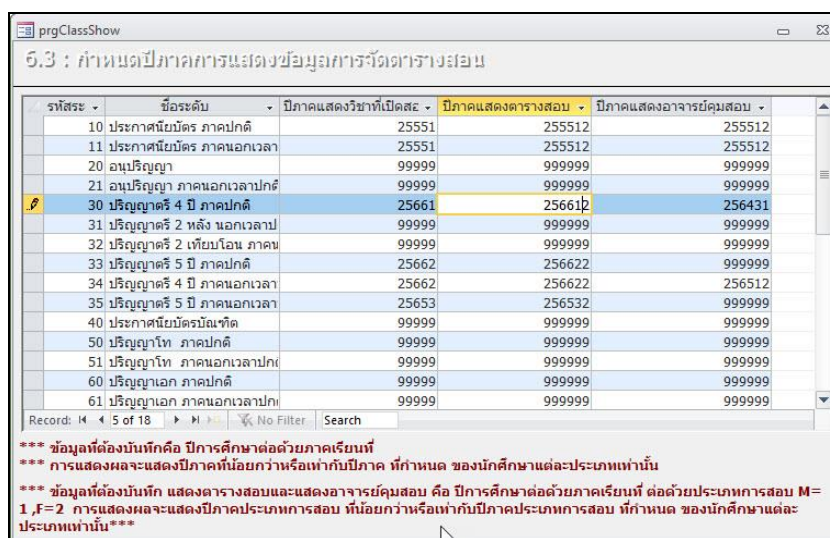 prgClassShow
6.3 : กำหนดปีภาคการแสดงข้อมูลการจัดตารางสอน
รหัสระ ชื่อระดับ ปีภาคแสดงวิชาที่เปิดสอ ปีภาคแสดงตารางสอบ ปีภาคแสดงอาจารย์คุมสอบ
10 ประกาศนียบัตร ภาคปกติ 25551 255512 255512
11 ประกาศนียบัตร ภาคนอกเวลา 25551 255512 255512
20 อนุปริญญา 99999 999999 999999
21 อนุปริญญา ภาคนอกเวลาปกติ 99999 999999 999999
30 ปริญญาตรี 4 ปี ภาคปกติ 25661 256612 256431
31 ปริญญาตรี 2 หลัง นอกเวลาป 99999 999999 999999
32 ปริญญาตรี 2 เทียบโอน ภาคน 99999 999999 999999
33 ปริญญาตรี 5 ปี ภาคปกติ 25662 256622 999999
34 ปริญญาตรี 4 ปี ภาคนอกเวลา 25662 256622 256512
35 ปริญญาตรี 5 ปี ภาคนอกเวลา 25653 256532 999999
40 ประกาศนียบัตรบัณฑิต 99999 999999 999999
50 ปริญญาโท ภาคปกติ 99999 999999 999999
51 ปริญญาโท ภาคนอกเวลาปกติ 99999 999999 999999
60 ปริญญาเอก ภาคปกติ 99999 999999 999999
61 ปริญญาเอก ภาคนอกเวลาปก 99999 999999 999999
Record: 5 of 18 No Filter Search
*** ข้อมูลที่ต้องบันทึกคือ ปีการศึกษาต่อด้วยภาคเรียนที่
*** การแสดงผลจะแสดงปีภาคที่น้อยกว่าหรือเท่ากับปีภาค ที่กำหนด ของนักศึกษาแต่ละประเภทเท่านั้น
*** ข้อมูลที่ต้องบันทึก แสดงตารางสอบและแสดงอาจารย์คุมสอบ คือ ปีการศึกษาต่อด้วยภาคเรียนที่ ต่อด้วยประเภทการสอบ M=
1 ,F=2 การแสดงผลจะแสดงปีภาคประเภทการสอบ ที่น้อยกว่าหรือเท่ากับปีภาคประเภทการสอบ ที่กำหนด ของนักศึกษาแต่ละ
ประเภทเท่านั้น***